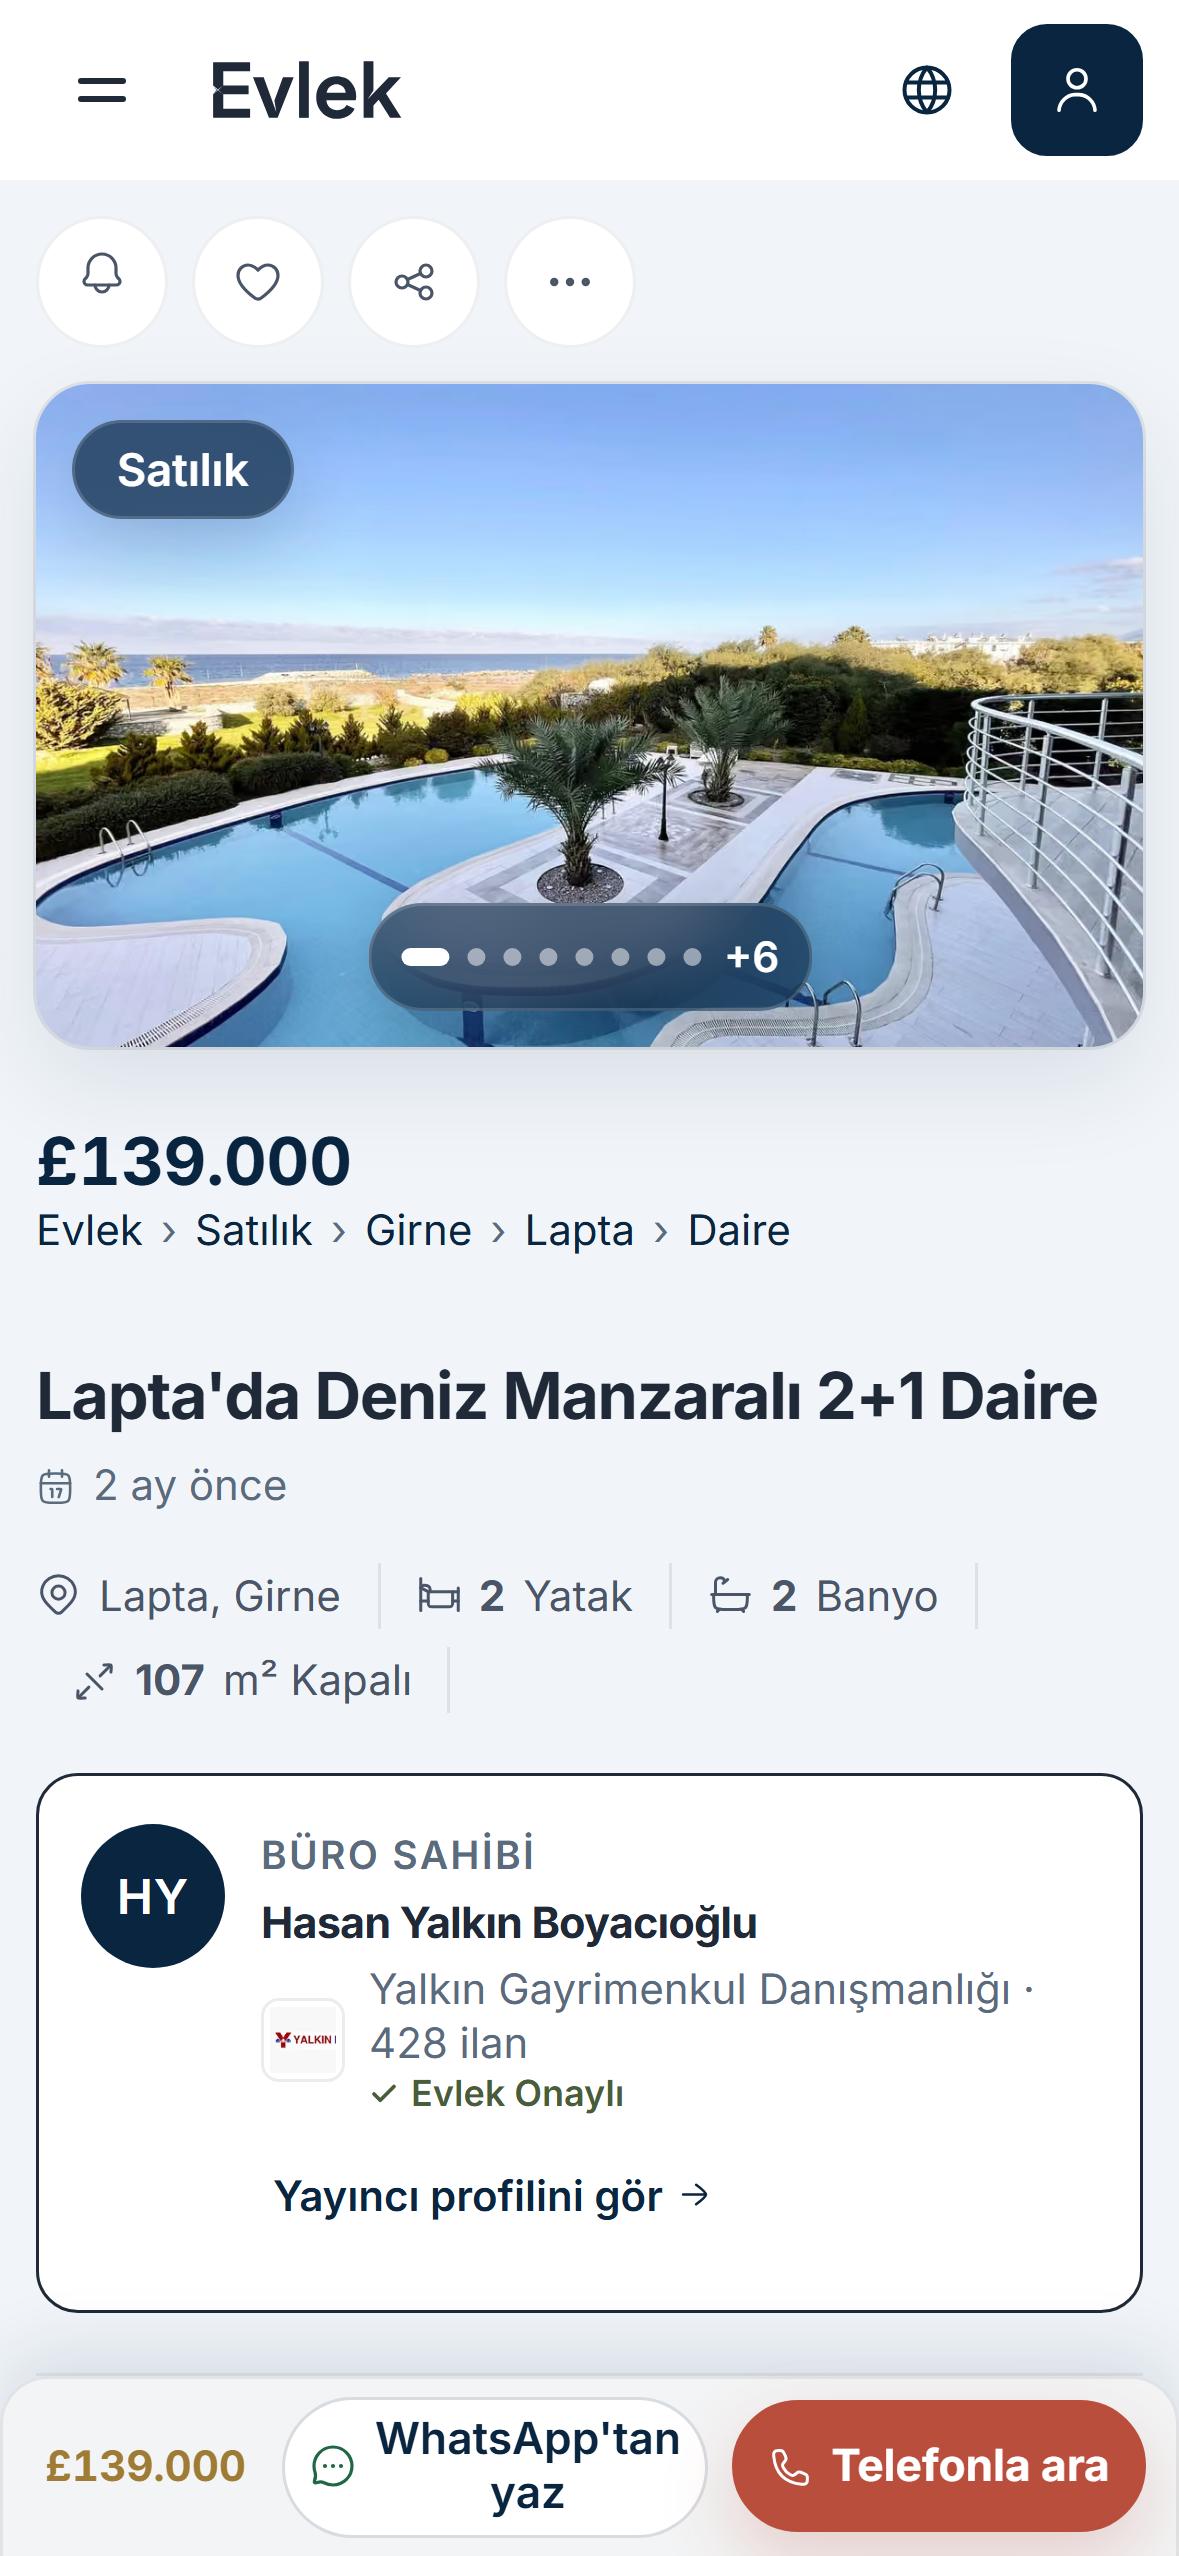 Evlek
Satılık
+6
£139.000
Evlek › Satılık › Girne › Lapta › Daire
Lapta'da Deniz Manzaralı 2+1 Daire
17
2 ay önce
Lapta, Girne
2 Yatak
2 Banyo
107 m² Kapalı
HY
BÜRO SAHİBİ
Hasan Yalkın Boyacıoğlu
YALKIN
Yalkın Gayrimenkul Danışmanlığı ·
428 ilan
Evlek Onaylı
Yayıncı profilini gör →
£139.000
WhatsApp'tan
yaz
Telefonla ara